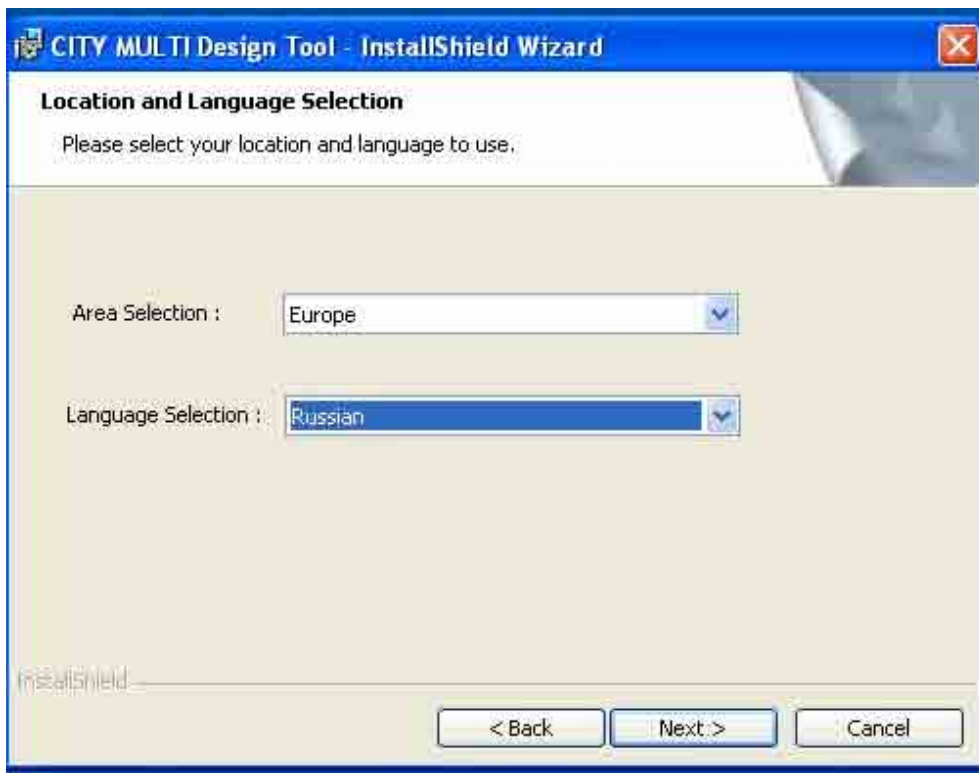 CITY MULTI Design Tool - InstallShield Wizard
Location and Language Selection
Please select your location and language to use.
Area Selection :
Europe
Language Selection :
Russian
InstallShield
< Back
Next >
Cancel